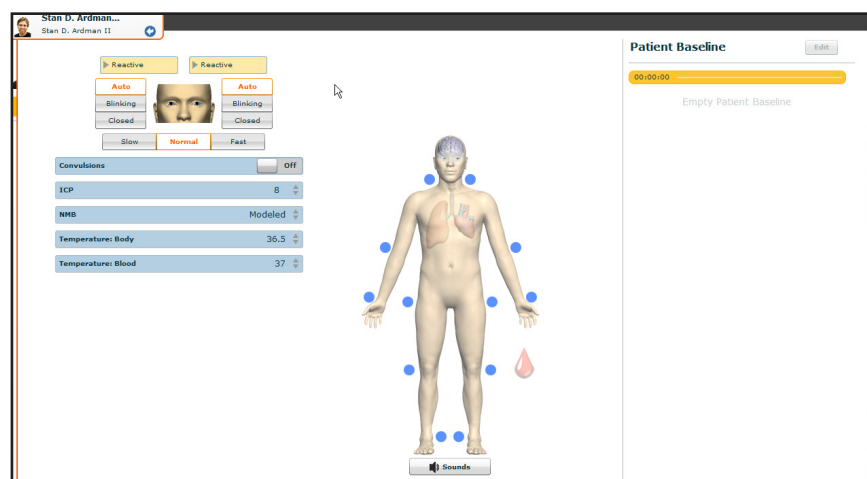 Stan D. Ardman...
Stan D. Ardman II
Reactive
Reactive
Auto
Auto
Blinking
Blinking
Closed
Closed
Slow
Normal
Fast
Convulsions
Off
ICP
8
NMB
Modeled
Temperature: Body
36.5
Temperature: Blood
37
Sounds
Patient Baseline
Edit
00:00:00
Empty Patient Baseline